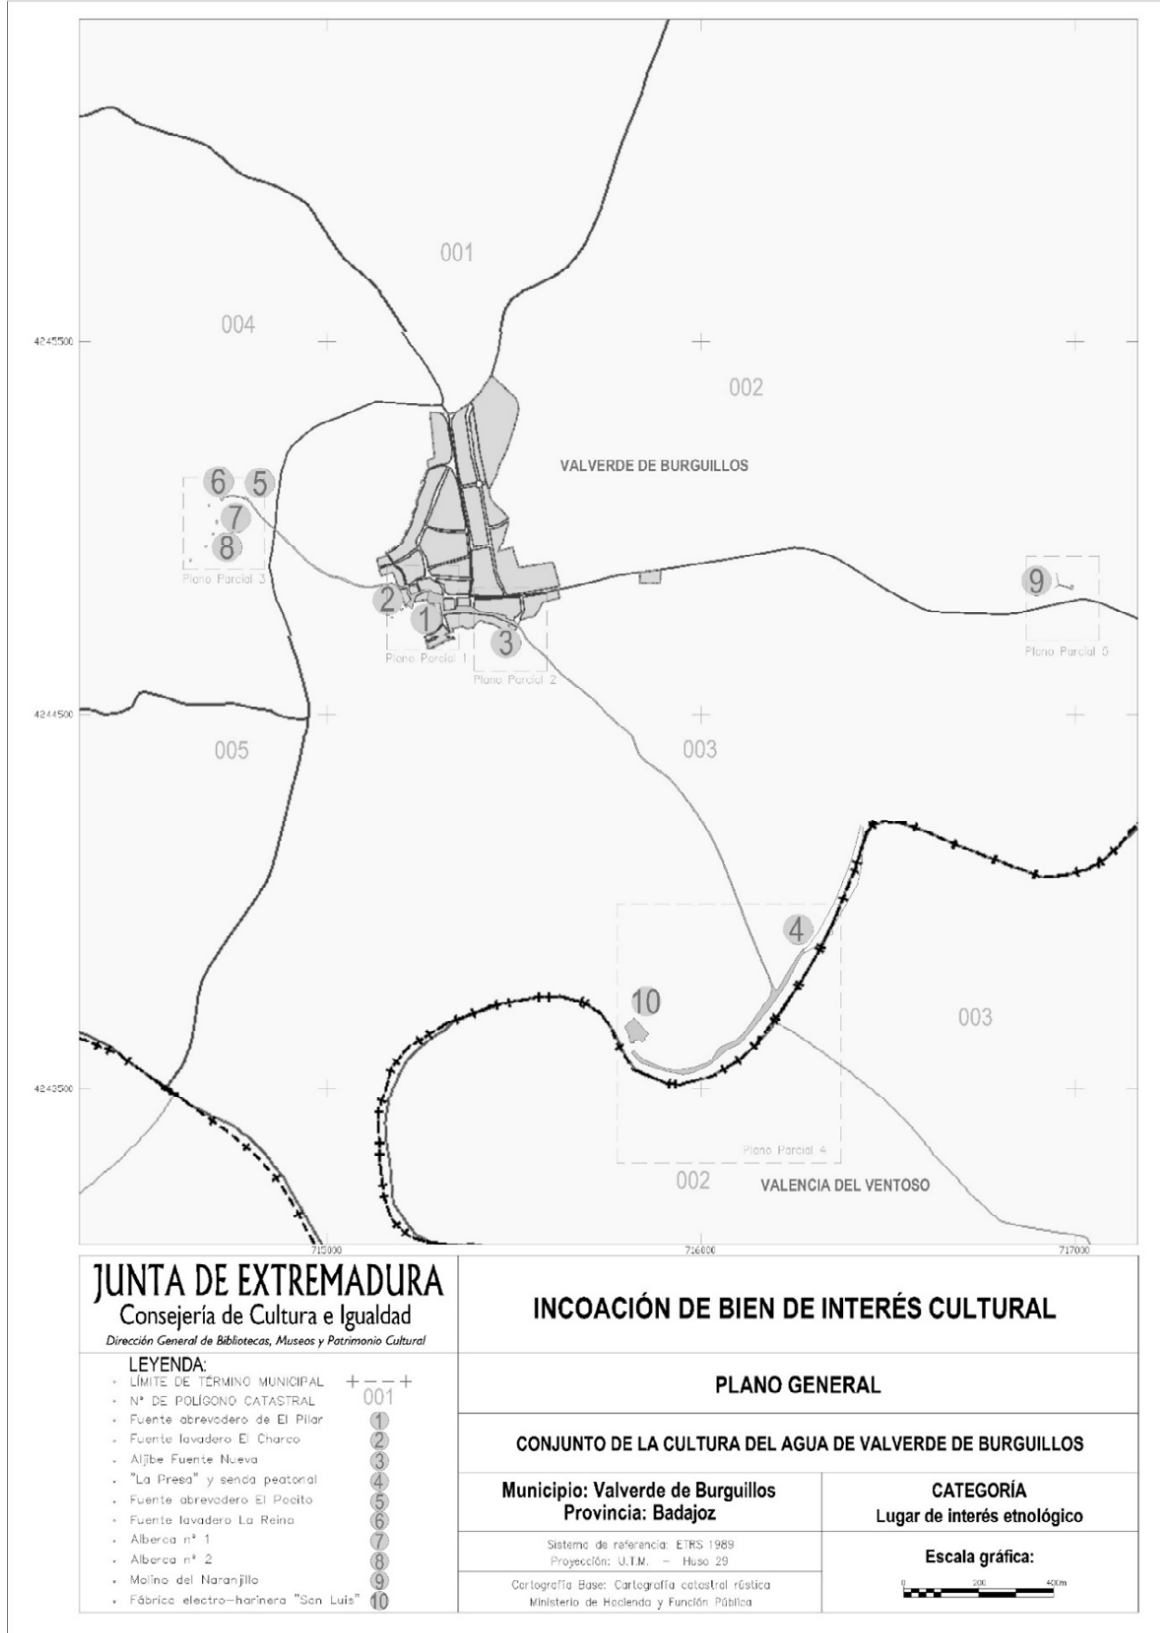 001
004
4245500
002
VALVERDE DE BURGUILLOS
6 5
7
8
Plano Parcial 3
2
1
3
9
Plano Parcial 1
Plano Parcial 2
Plano Parcial 5
4244500
005
003
4
10
003
4243500
Plano Parcial 4
002
VALENCIA DEL VENTOSO
715000
716000
717000
JUNTA DE EXTREMADURA
Consejería de Cultura e Igualdad
Dirección General de Bibliotecas, Museos y Patrimonio Cultural
LEYENDA:
LÍMITE DE TÉRMINO MUNICIPAL
Nº DE POLÍGONO CATASTRAL 001
Fuente abrevadero de El Pilar 1
Fuente lavadero El Charco 2
Aljibe Fuente Nueva 3
"La Presa" y senda peatonal 4
Fuente abrevadero El Pocito 5
Fuente lavadero La Reina 6
Alberca nº 1 7
Alberca nº 2 8
Molino del Naranjillo 9
Fábrica electro-harinera "San Luis" 10
INCOACIÓN DE BIEN DE INTERÉS CULTURAL
PLANO GENERAL
CONJUNTO DE LA CULTURA DEL AGUA DE VALVERDE DE BURGUILLOS
Municipio: Valverde de Burguillos
Provincia: Badajoz
Sistema de referencia: ETRS 1989
Proyección: U.T.M. – Huso 29
Cartografía Base: Cartografía catastral rústica
Ministerio de Hacienda y Función Pública
CATEGORÍA
Lugar de interés etnológico
Escala gráfica:
0 200 400m